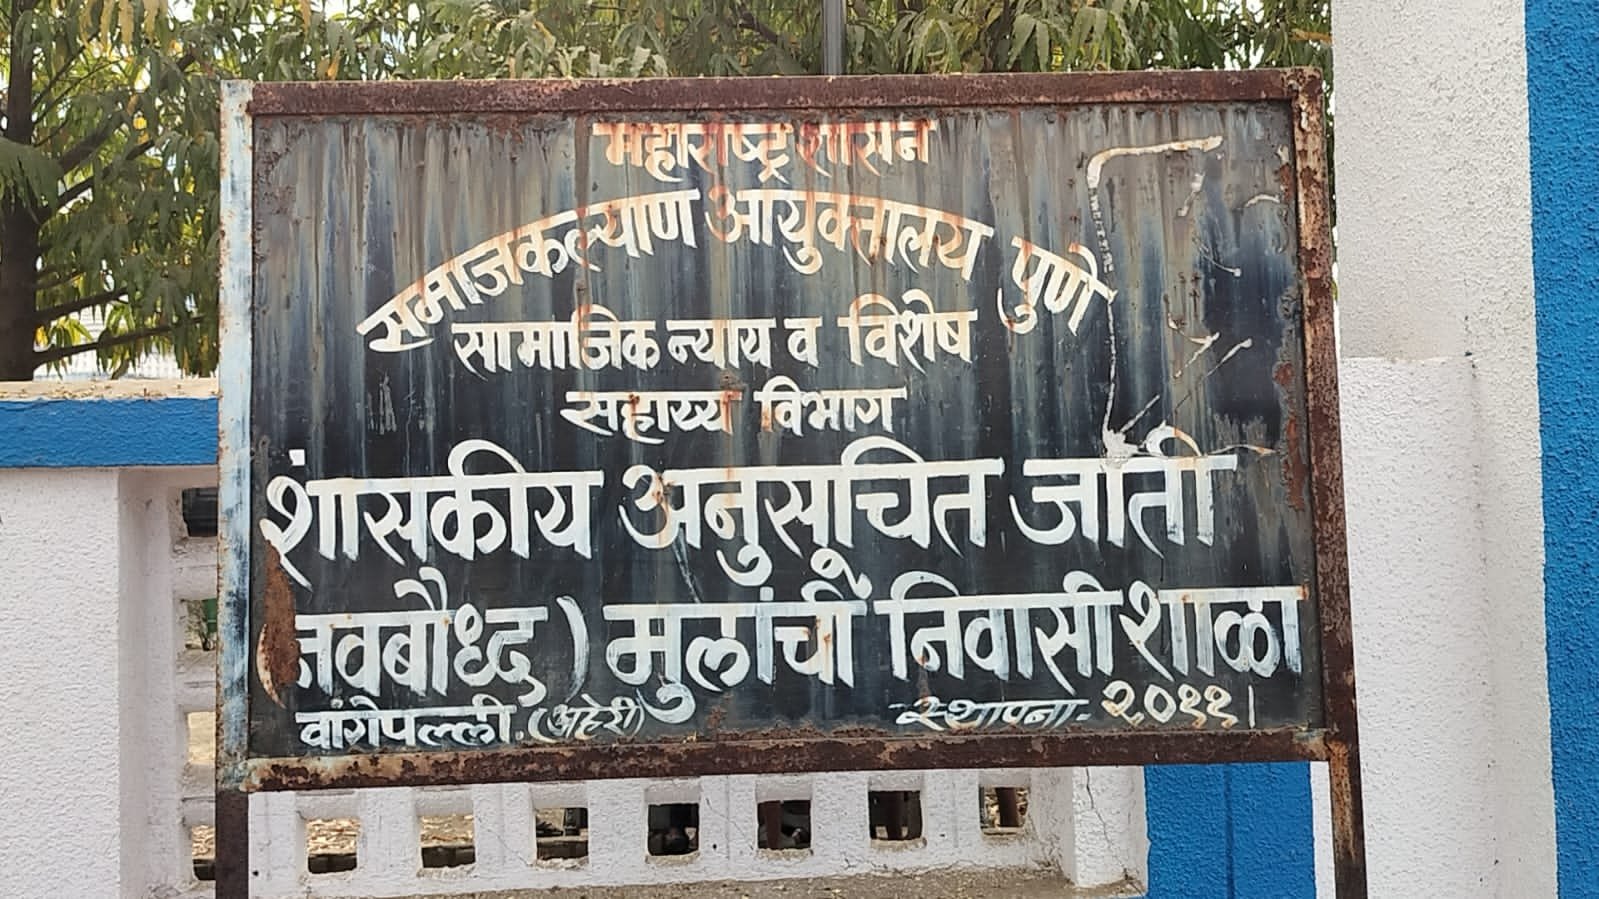 महाराष्ट्र शासन
समाजकल्याण आयुक्तालय पुणे
सामाजिक न्याय व विशेष
सहाय्य विभाग
शांसकीय अनुसूचित जाती
(नवबौध्द) मुलांची निवासी शाळा
वांगेपल्ली. (अहेरी)
स्थापना- २०११।